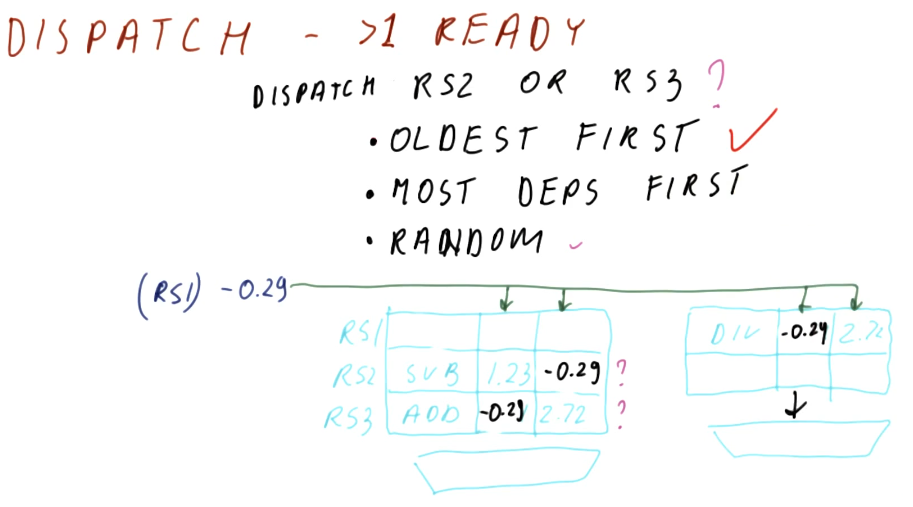 DISPATCH - >1 READY
DISPATCH RS2 OR RS3 ?
• OLDEST FIRST ✓
• MOST DEPS FIRST
• RANDOM ✓
(RS1) -0.29
RS1
DIV -0.29 2.72
RS2 SUB 1.23 -0.29 ?
RS3 ADD -0.29 2.72 ?